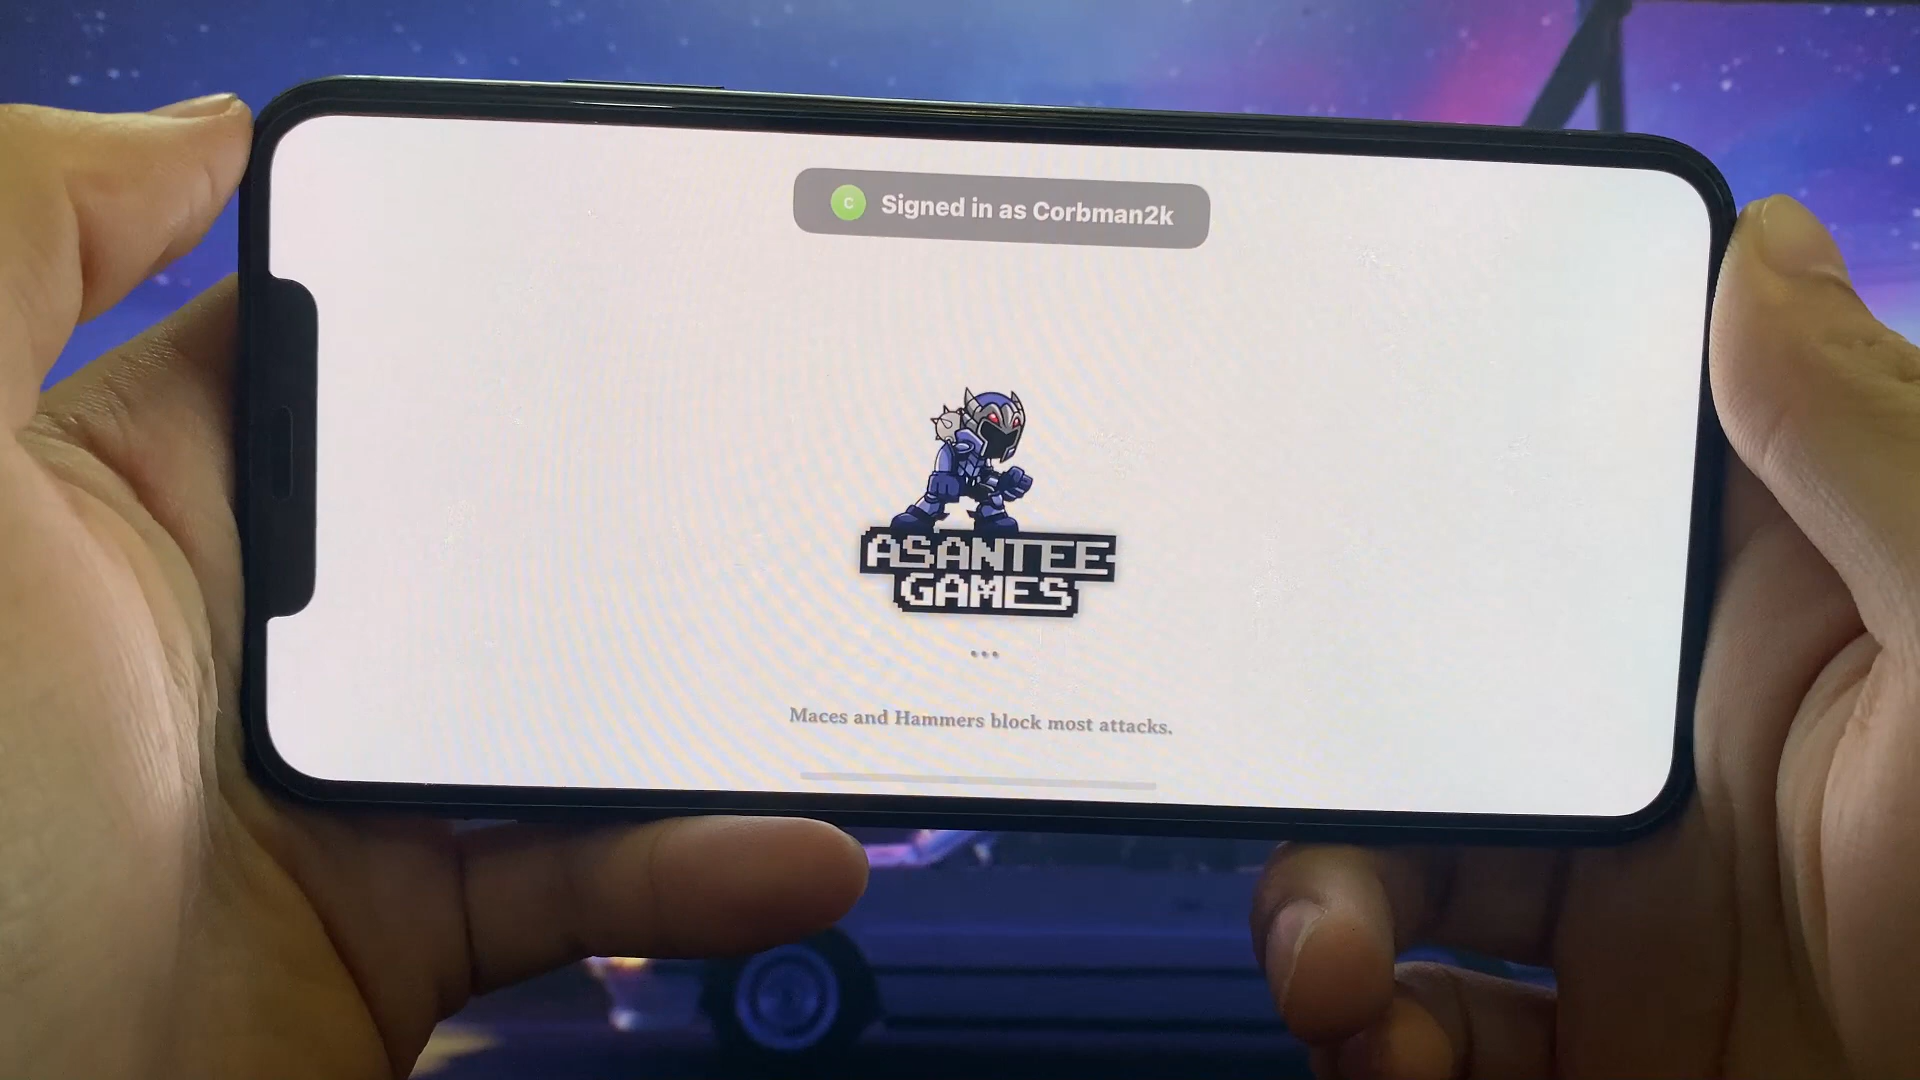 C
Signed in as Corbman2k
ASANTEE
GAMES
...
Maces and Hammers block most attacks.